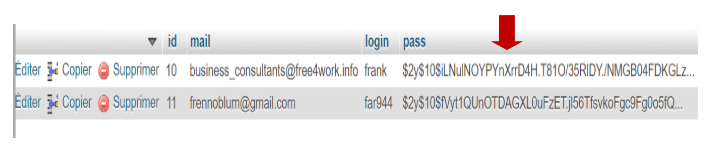 id mail login pass
Éditer Copier Supprimer 10 business_consultants@free4work.info frank $2y$10$iLNulNOYPYnXrrD4H.T81O/35RIDY./NMGB04FDKGLz...
Éditer Copier Supprimer 11 frennoblum@gmail.com far944 $2y$10$fVyt1QUnOTDAGXL0uFzET.jl56TfsvkoFgc9Fg0o5fQ...